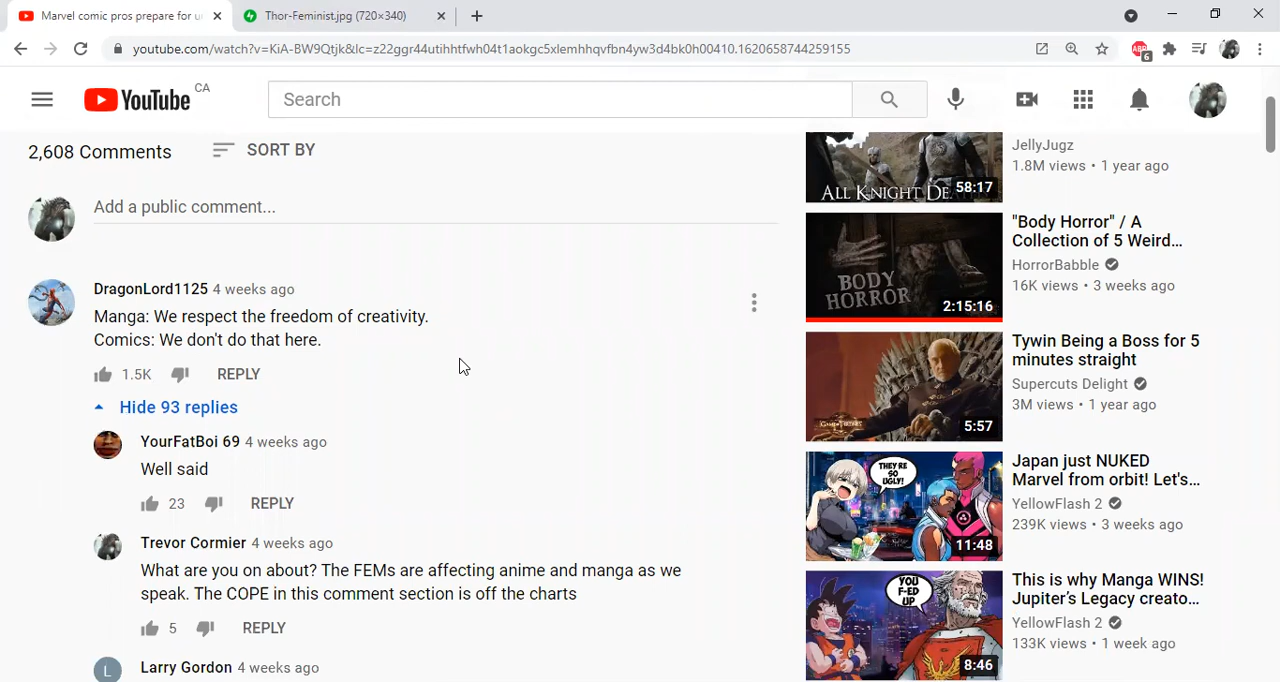 Marvel comic pros prepare for u
Thor-Feminist.jpg (720×340)
youtube.com/watch?v=KiA-BW9Qtjk&lc=z22ggr44utihhtfwh04t1aokgc5xlemhhqvfbn4yw3d4bk0h00410.1620658744259155
ABP
6
YouTube
CA
Search
2,608 Comments
SORT BY
Add a public comment...
DragonLord1125 4 weeks ago
Manga: We respect the freedom of creativity.
Comics: We don't do that here.
1.5K
REPLY
Hide 93 replies
YourFatBoi 69 4 weeks ago
Well said
23
REPLY
Trevor Cormier 4 weeks ago
What are you on about? The FEMs are affecting anime and manga as we
speak. The COPE in this comment section is off the charts
5
REPLY
L
Larry Gordon 4 weeks ago
ALL KNIGHT DE
58:17
JellyJugz
1.8M views • 1 year ago
BODY
HORROR
2:15:16
"Body Horror" / A
Collection of 5 Weird...
HorrorBabble
16K views • 3 weeks ago
5:57
Tywin Being a Boss for 5
minutes straight
Supercuts Delight
3M views • 1 year ago
THEY'RE
SO
UGLY!
11:48
Japan just NUKED
Marvel from orbit! Let's...
YellowFlash 2
239K views • 3 weeks ago
YOU
F-ED
UP
8:46
This is why Manga WINS!
Jupiter's Legacy creato...
YellowFlash 2
133K views • 1 week ago